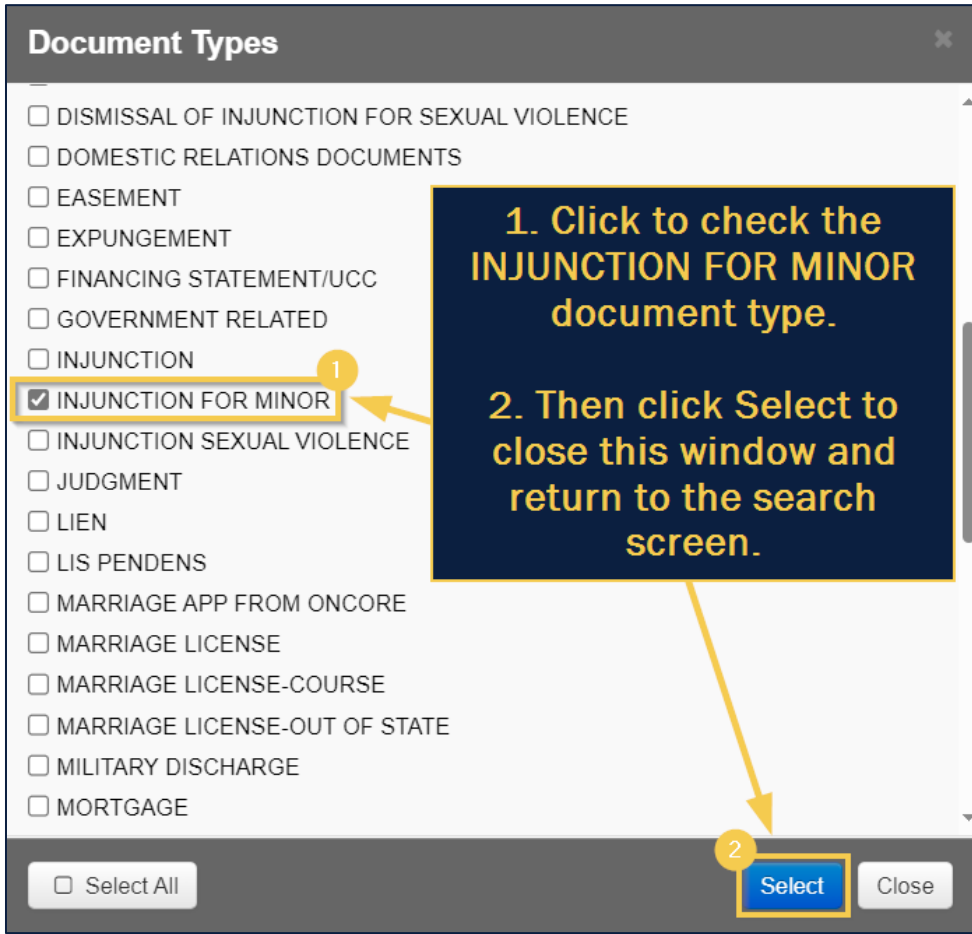 Document Types
×
DISMISSAL OF INJUNCTION FOR SEXUAL VIOLENCE
DOMESTIC RELATIONS DOCUMENTS
EASEMENT
EXPUNGEMENT
FINANCING STATEMENT/UCC
GOVERNMENT RELATED
INJUNCTION
1
INJUNCTION FOR MINOR
INJUNCTION SEXUAL VIOLENCE
JUDGMENT
LIEN
LIS PENDENS
MARRIAGE APP FROM ONCORE
MARRIAGE LICENSE
MARRIAGE LICENSE-COURSE
MARRIAGE LICENSE-OUT OF STATE
MILITARY DISCHARGE
MORTGAGE
1. Click to check the
INJUNCTION FOR MINOR
document type.
2. Then click Select to
close this window and
return to the search
screen.
2
Select All
Select
Close